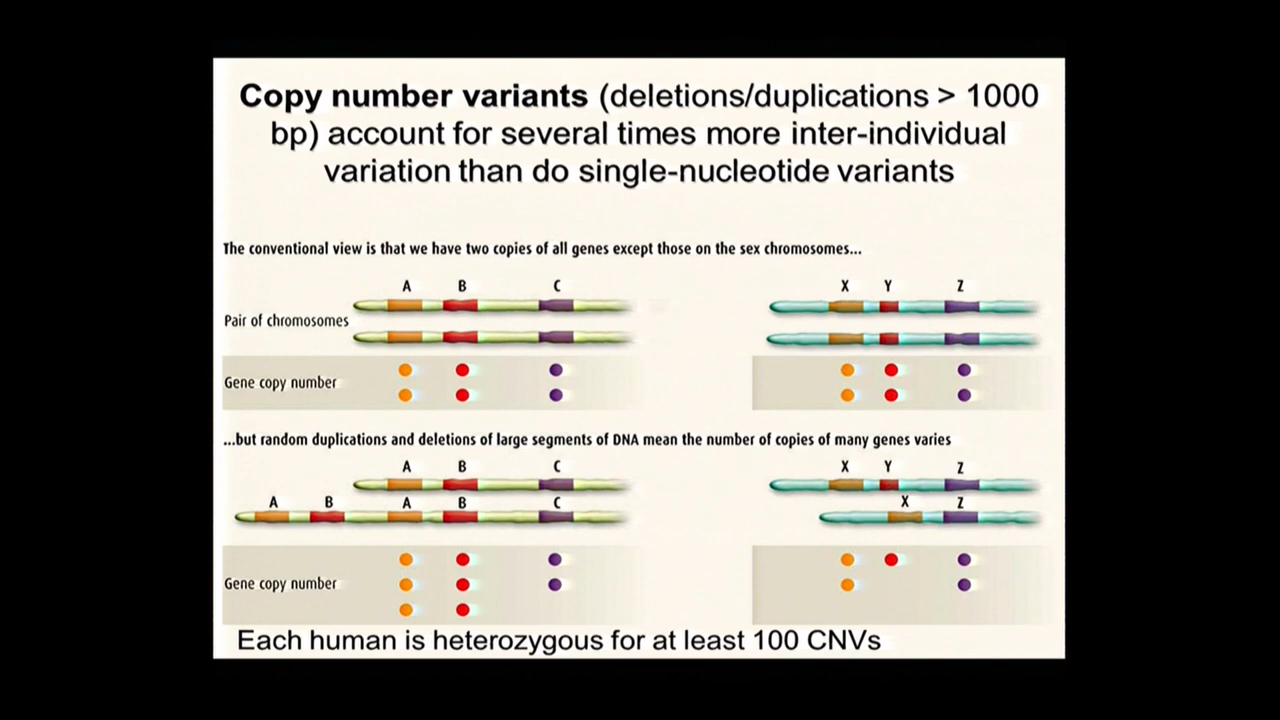 Copy number variants (deletions/duplications > 1000
bp) account for several times more inter-individual
variation than do single-nucleotide variants
The conventional view is that we have two copies of all genes except those on the sex chromosomes...
A B C X Y Z
Pair of chromosomes
Gene copy number
...but random duplications and deletions of large segments of DNA mean the number of copies of many genes varies
A B C X Y Z
A B A B C X Z
Gene copy number
Each human is heterozygous for at least 100 CNVs